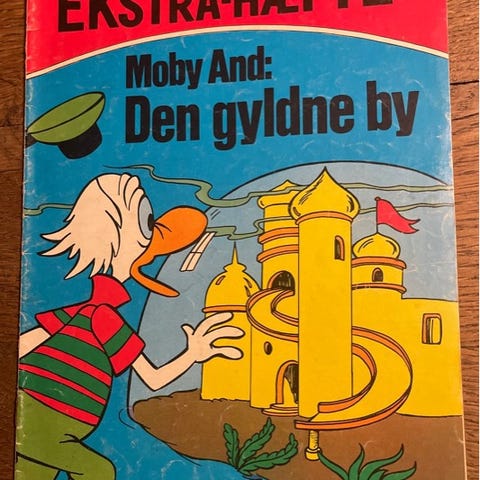 EKSTRA-HÆFTE
Moby And:
Den gyldne by